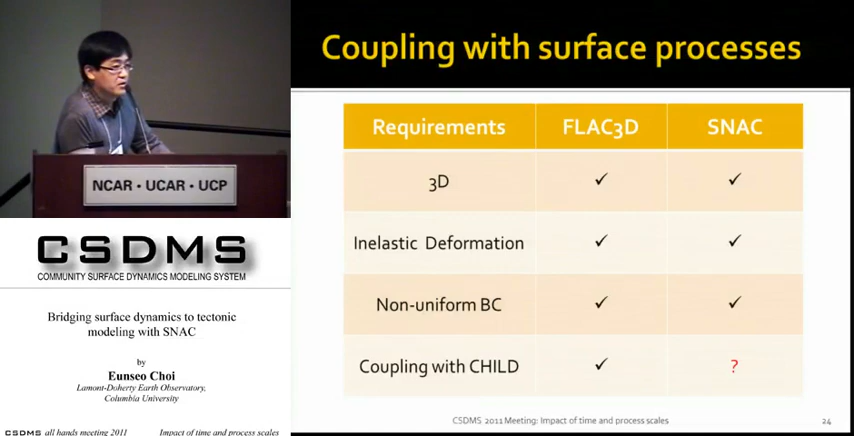 NCAR • UCAR • UCP
CSDMS
COMMUNITY SURFACE DYNAMICS MODELING SYSTEM
Bridging surface dynamics to tectonic
modeling with SNAC
by
Eunseo Choi
Lamont-Doherty Earth Observatory,
Columbia University
CSDMS all hands meeting 2011 Impact of time and process scales
Coupling with surface processes
Requirements FLAC3D SNAC
3D ✓ ✓
Inelastic Deformation ✓ ✓
Non-uniform BC ✓ ✓
Coupling with CHILD ✓ ?
CSDMS 2011 Meeting: Impact of time and process scales 24